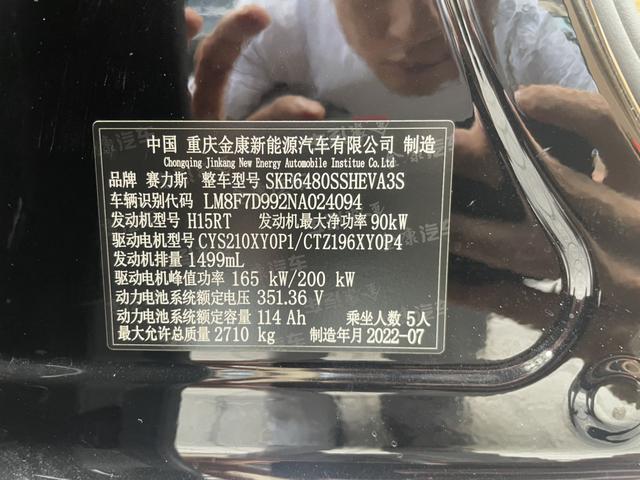 中国 重庆金康新能源汽车有限公司 制造
Chongqing Jinkang New Energy Automobile Institue Co.Ltd.
品牌 赛力斯 整车型号 SKE6480SSHEVA3S
车辆识别代码 LM8F7D992NA024094
发动机型号 H15RT 发动机最大净功率 90kW
驱动电机型号 CYS210XY0P1/CTZ196XY0P4
发动机排量 1499mL
驱动电机峰值功率 165 kW/200 kW
动力电池系统额定电压 351.36 V
动力电池系统额定容量 114 Ah 乘坐人数 5人
最大允许总质量 2710 kg 制造年月 2022-07